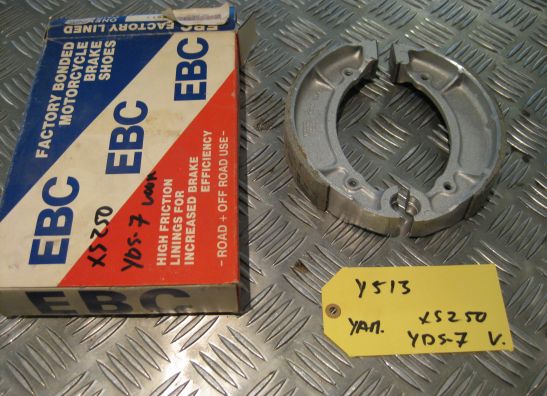 EBC
FACTORY LINED
FACTORY BONDED
MOTORCYCLE
BRAKE
SHOES
EBC
EBC
EBC
XS250
YDS-7
HIGH FRICTION
LININGS FOR
INCREASED BRAKE
EFFICIENCY
- ROAD + OFF ROAD USE -
EBC
Y513
YAM. XS250
YDS-7 V.